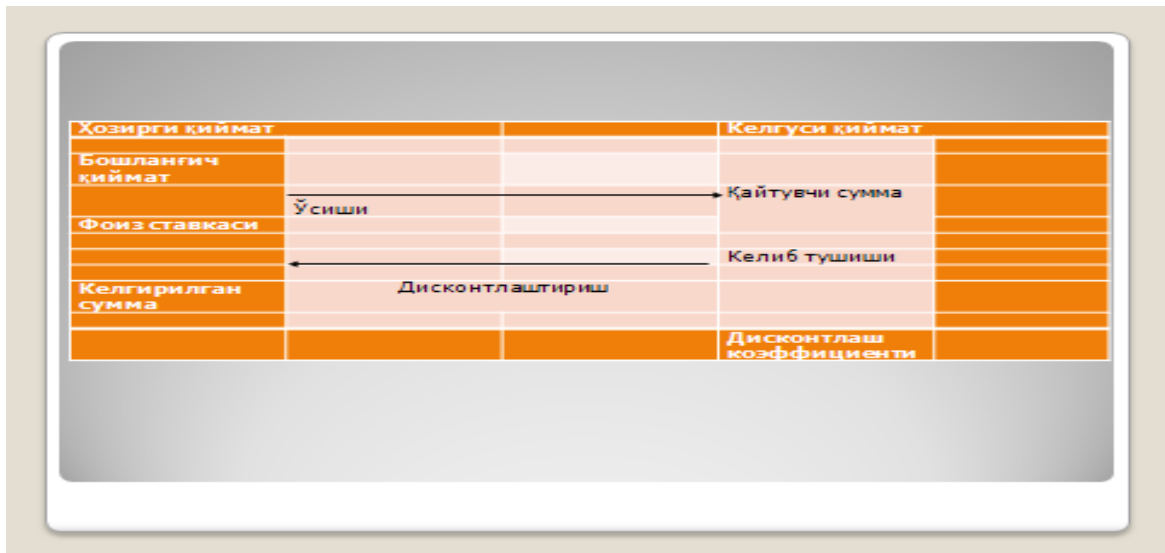 Ҳозирги қиймат
Келгуси қиймат
Бошланғич
қиймат
Қайтувчи сумма
Ўсиши
Фоиз ставкаси
Келиб тушиши
Келгирилган
сумма
Дисконтлаштириш
Дисконтлаш
коэффициенти